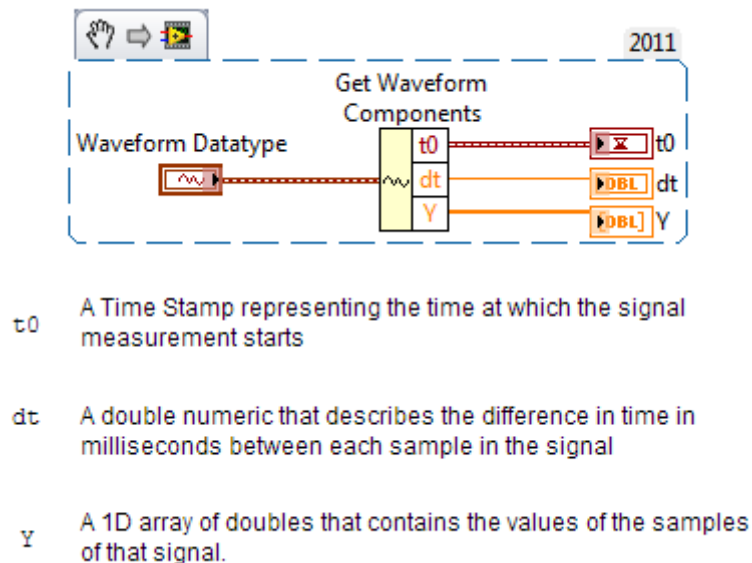 2011
Get Waveform
Components
Waveform Datatype
t0
t0
dt
DBL
dt
Y
DBL
Y
t0
A Time Stamp representing the time at which the signal
measurement starts
dt
A double numeric that describes the difference in time in
milliseconds between each sample in the signal
Y
A 1D array of doubles that contains the values of the samples
of that signal.